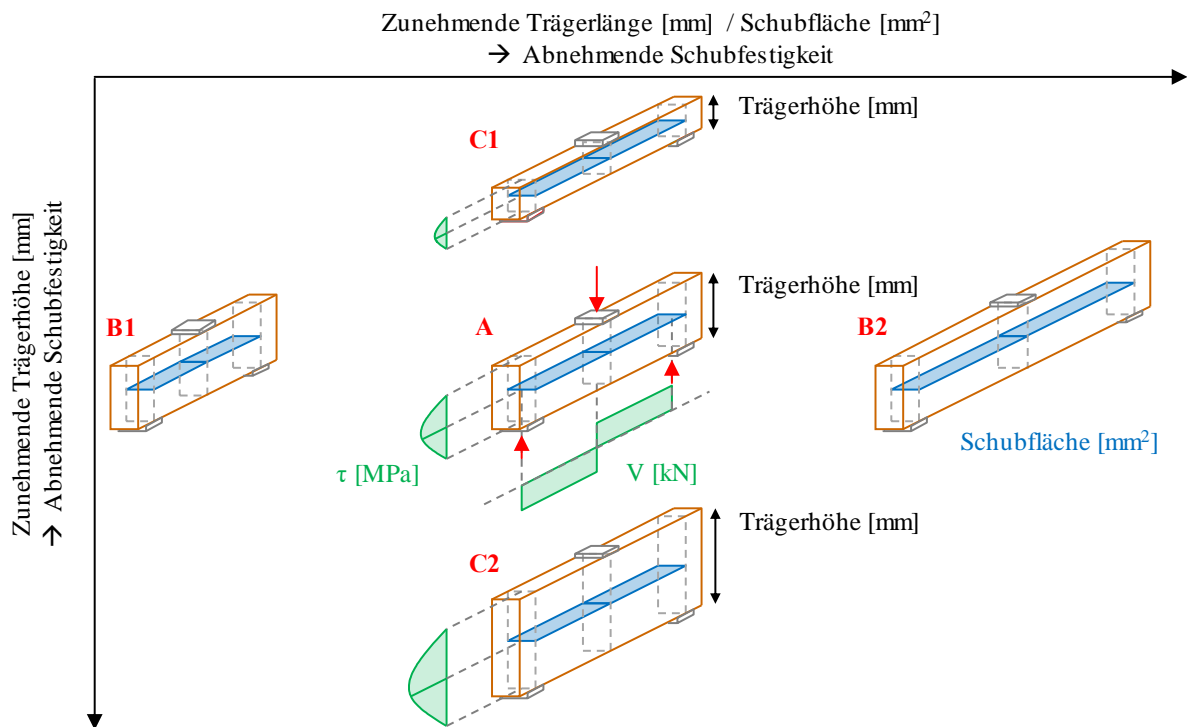 Zunehmende Trägerlänge [mm] / Schubfläche [mm²]
→ Abnehmende Schubfestigkeit
Zunehmende Trägerhöhe [mm]
→ Abnehmende Schubfestigkeit
C1
Trägerhöhe [mm]
B1
A
Trägerhöhe [mm]
B2
τ [MPa]
V [kN]
Schubfläche [mm²]
C2
Trägerhöhe [mm]